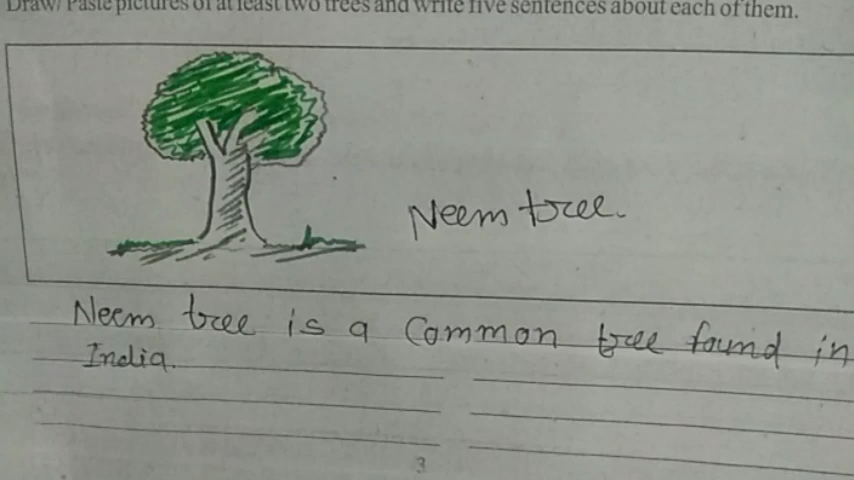 Draw/Paste pictures of at least two trees and write five sentences about each of them.
Neem tree.
Neem tree is a Common tree found in
India.
3